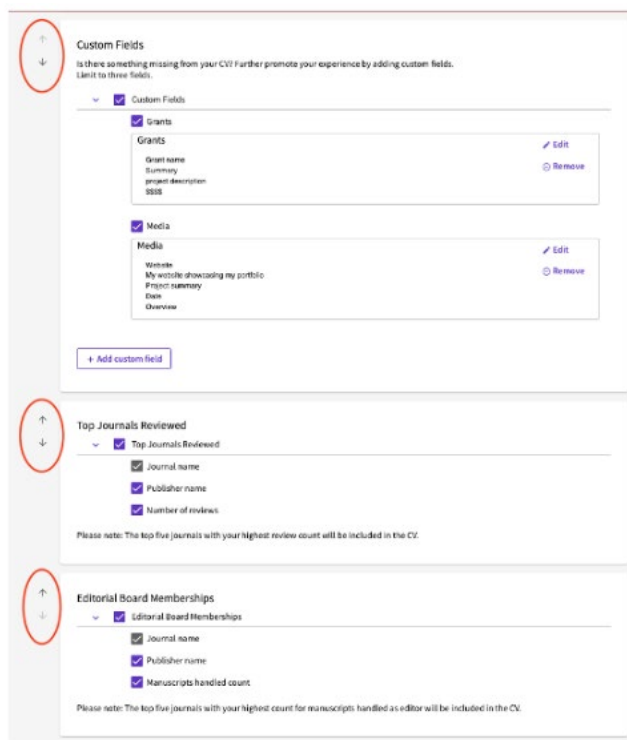 Custom Fields
Is there something missing from your CV? Further promote your experience by adding custom fields.
Limit to three fields.
Custom Fields
Grants
Grants
Edit
Grant name
Summary
project description
$$$$
Remove
Media
Media
Edit
Website
My website showcasing my portfolio
Project summary
Date
Overview
Remove
+ Add custom field
Top Journals Reviewed
Top Journals Reviewed
Journal name
Publisher name
Number of reviews
Please note: The top five journals with your highest review count will be included in the CV.
Editorial Board Memberships
Editorial Board Memberships
Journal name
Publisher name
Manuscripts handled count
Please note: The top five journals with your highest count for manuscripts handled as editor will be included in the CV.